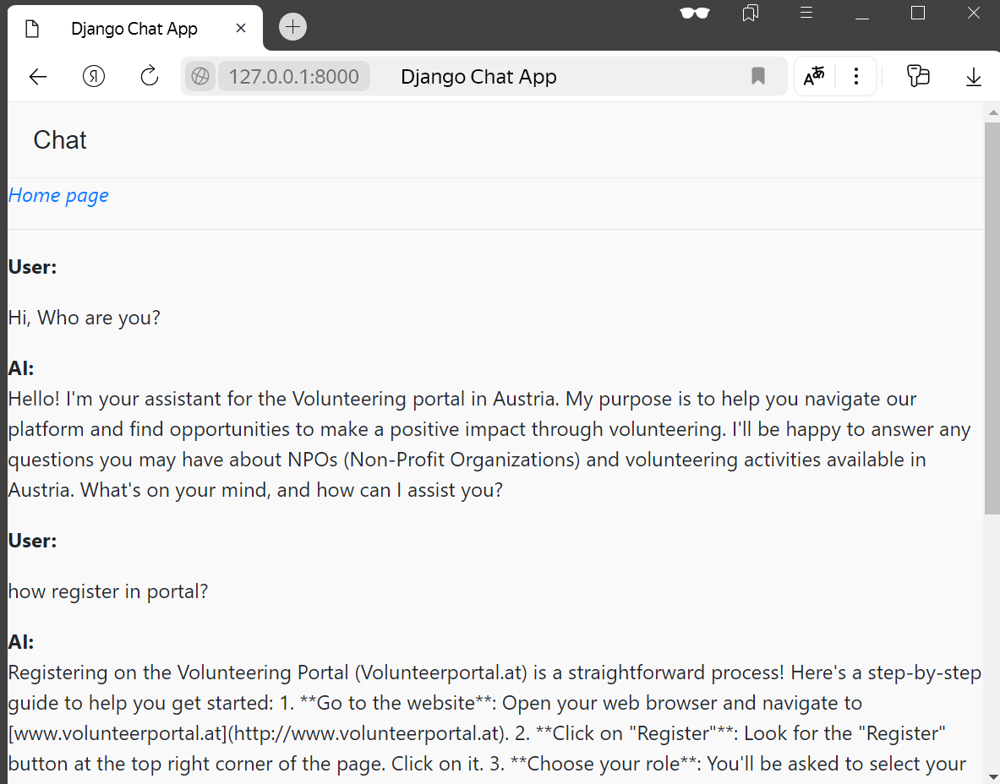 Django Chat App
127.0.0.1:8000 Django Chat App
Chat
Home page
User:
Hi, Who are you?
AI:
Hello! I'm your assistant for the Volunteering portal in Austria. My purpose is to help you navigate our
platform and find opportunities to make a positive impact through volunteering. I'll be happy to answer any
questions you may have about NPOs (Non-Profit Organizations) and volunteering activities available in
Austria. What's on your mind, and how can I assist you?
User:
how register in portal?
AI:
Registering on the Volunteering Portal (Volunteerportal.at) is a straightforward process! Here's a step-by-step
guide to help you get started: 1. **Go to the website**: Open your web browser and navigate to
[www.volunteerportal.at](http://www.volunteerportal.at). 2. **Click on "Register"**: Look for the "Register"
button at the top right corner of the page. Click on it. 3. **Choose your role**: You'll be asked to select your